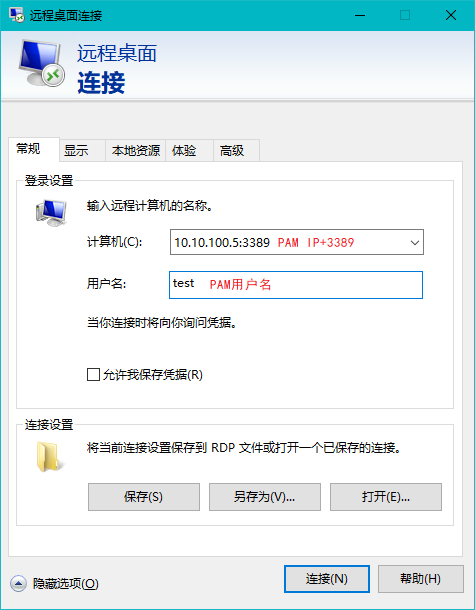 远程桌面连接
远程桌面
连接
常规 显示 本地资源 体验 高级
登录设置
输入远程计算机的名称。
计算机(C): 10.10.100.5:3389 PAM IP+3389
用户名: test PAM用户名
当你连接时将向你询问凭据。
允许我保存凭据(R)
连接设置
将当前连接设置保存到 RDP 文件或打开一个已保存的连接。
保存(S) 另存为(V)... 打开(E)...
隐藏选项(O) 连接(N) 帮助(H)